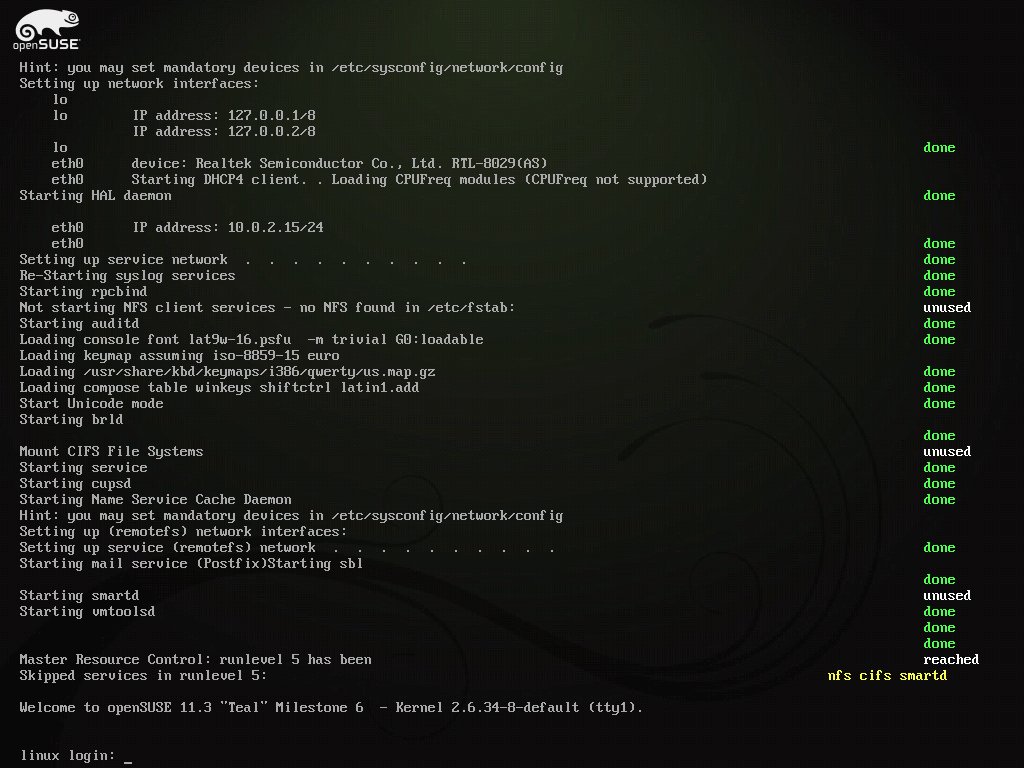 openSUSE
Hint: you may set mandatory devices in /etc/sysconfig/network/config
Setting up network interfaces:
lo
lo IP address: 127.0.0.1/8
IP address: 127.0.0.2/8
lo done
eth0 device: Realtek Semiconductor Co., Ltd. RTL-8029(AS)
eth0 Starting DHCP4 client. . Loading CPUFreq modules (CPUFreq not supported)
Starting HAL daemon done
eth0 IP address: 10.0.2.15/24
eth0 done
Setting up service network . . . . . . . . . . done
Re-Starting syslog services done
Starting rpcbind done
Not starting NFS client services - no NFS found in /etc/fstab: unused
Starting auditd done
Loading console font lat9w-16.psfu -m trivial G0:loadable done
Loading keymap assuming iso-8859-15 euro
Loading /usr/share/kbd/keymaps/i386/qwerty/us.map.gz done
Loading compose table winkeys shiftctrl latin1.add done
Start Unicode mode done
Starting brld
done
Mount CIFS File Systems unused
Starting service done
Starting cupsd done
Starting Name Service Cache Daemon done
Hint: you may set mandatory devices in /etc/sysconfig/network/config
Setting up (remotefs) network interfaces:
Setting up service (remotefs) network . . . . . . . . . . done
Starting mail service (Postfix)Starting sbl
done
Starting smartd unused
Starting vmtoolsd done
done
done
Master Resource Control: runlevel 5 has been reached
Skipped services in runlevel 5: nfs cifs smartd
Welcome to openSUSE 11.3 "Teal" Milestone 6 - Kernel 2.6.34-8-default (tty1).
linux login: _